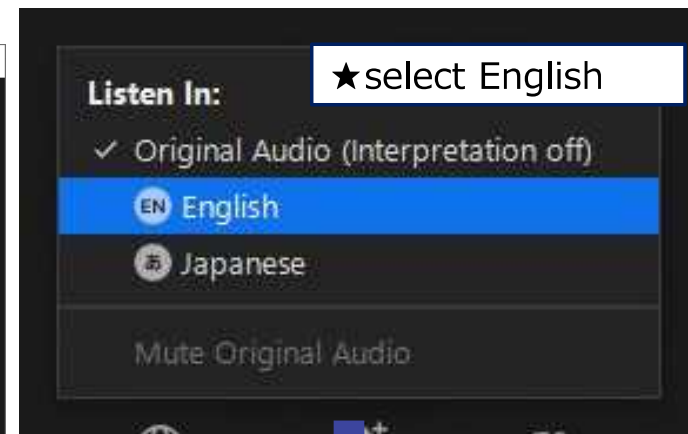 ★select English
Listen In:
✓ Original Audio (Interpretation off)
EN English
あ Japanese
Mute Original Audio